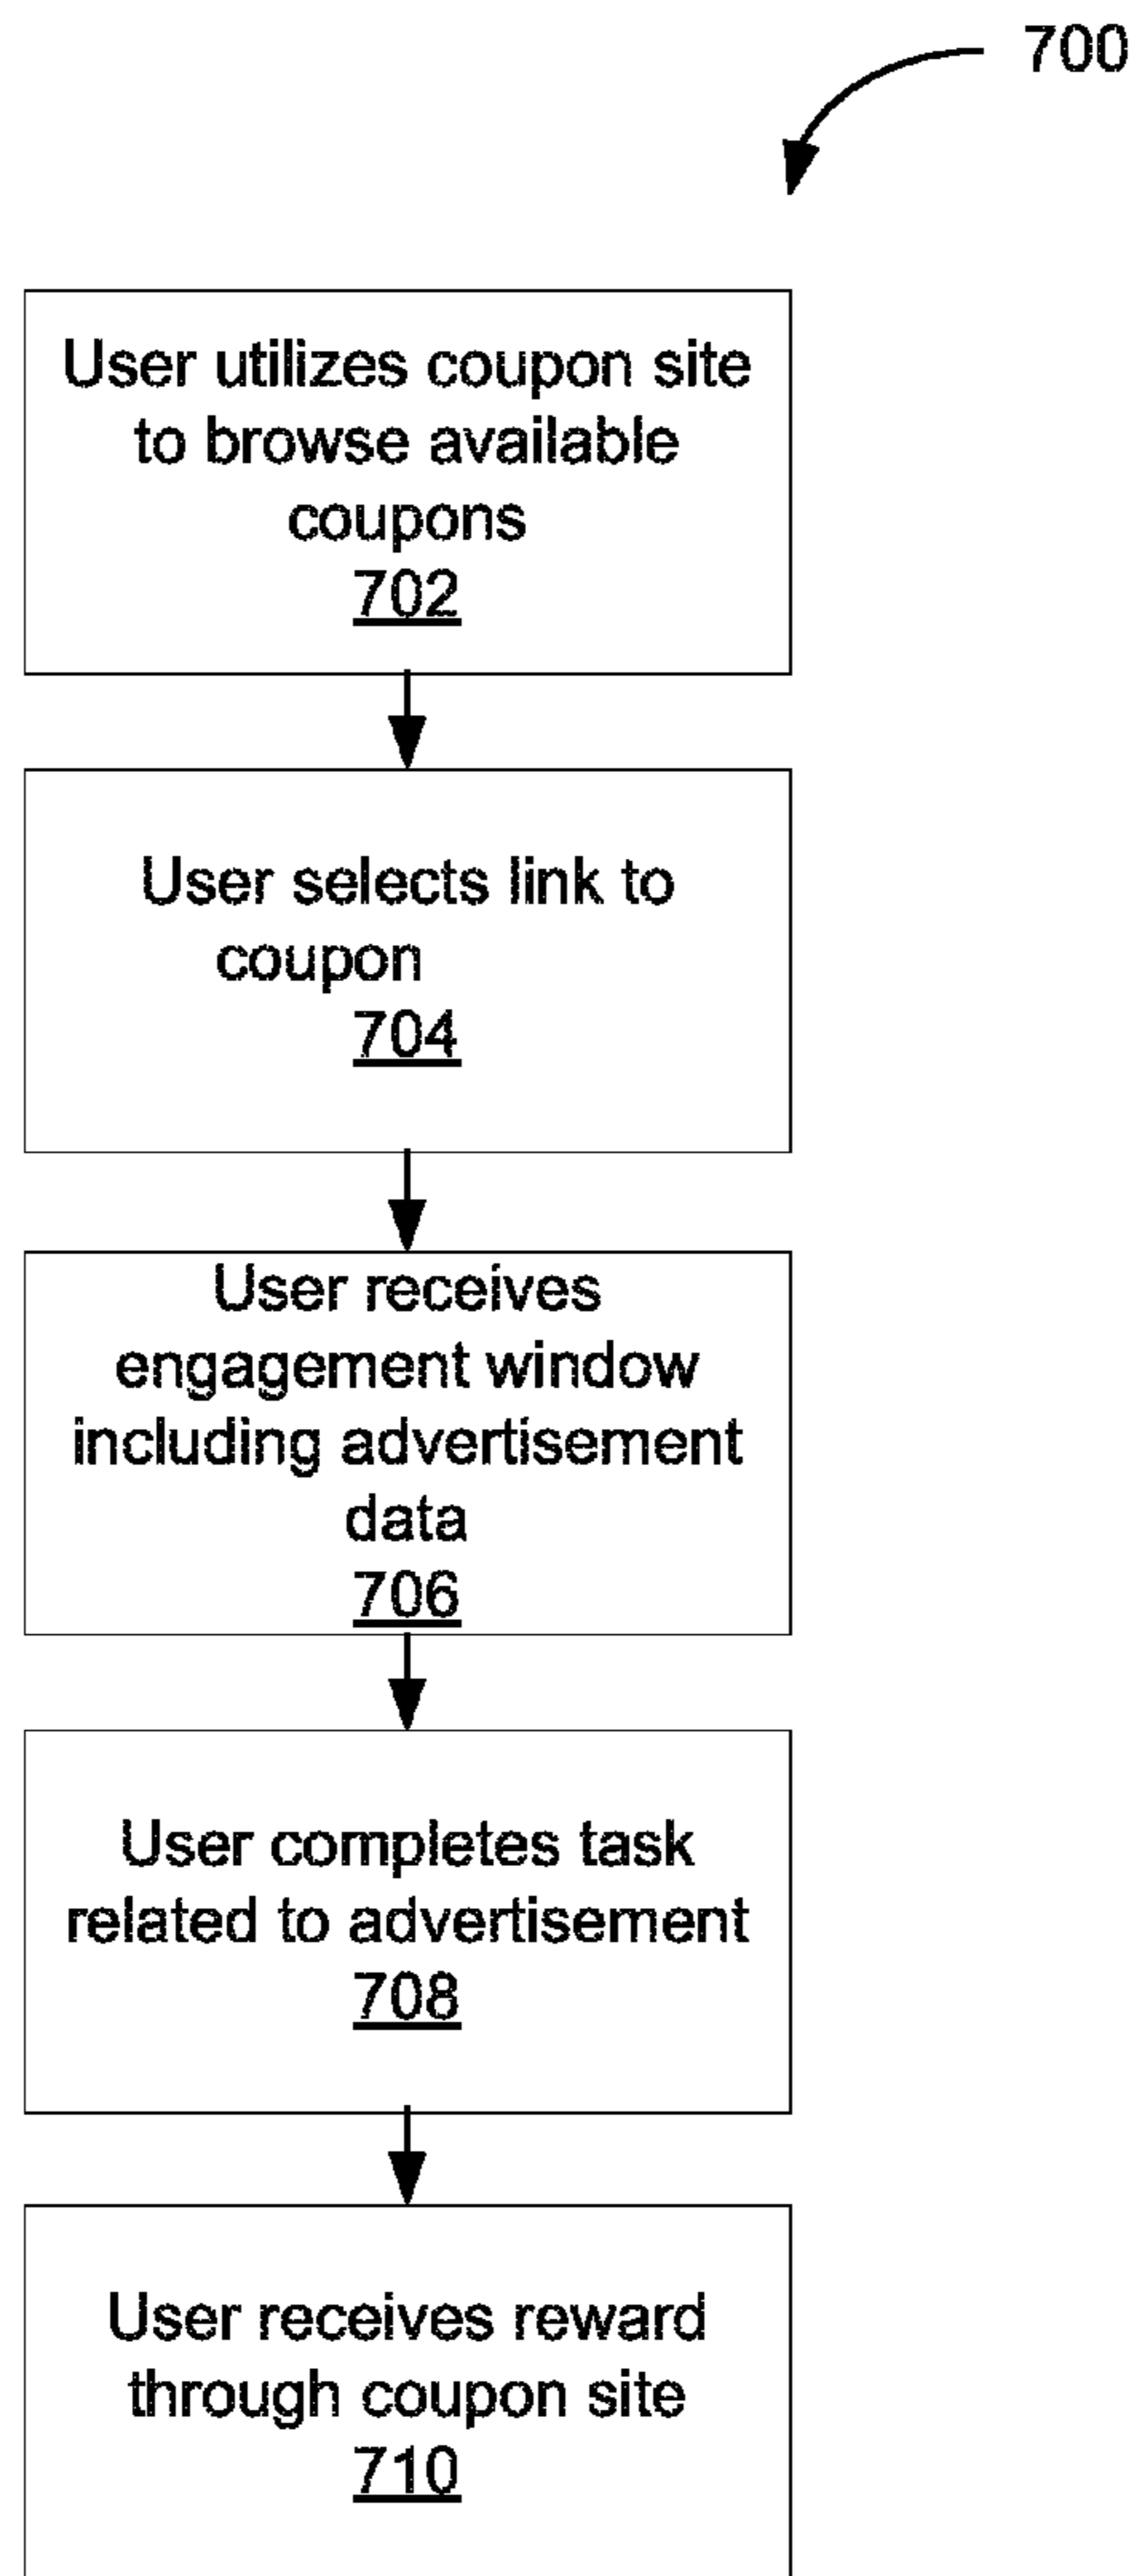 700
User utilizes coupon site
to browse available
coupons
702
User selects link to
coupon
704
User receives
engagement window
including advertisement
data
706
User completes task
related to advertisement
708
User receives reward
through coupon site
710